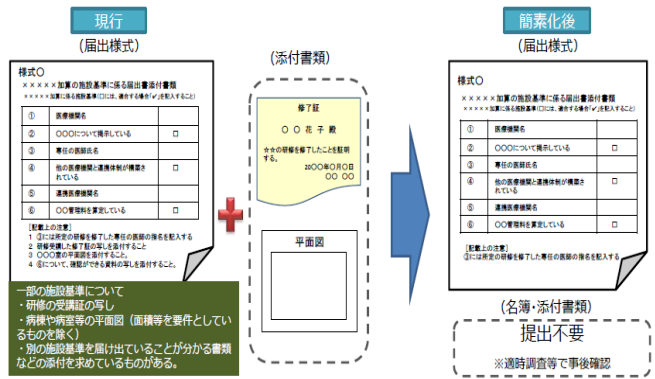 現行
(届出様式)
様式〇
×××××加算の施設基準に係る届出書添付書類
×××××加算に係る施設基準(□には、適合する場合「✓」を記入すること)
① 医療機関名
② 〇〇〇について掲示している □
③ 専任の医師氏名
④ 他の医療機関と連携体制が構築さ □
れている
⑤ 連携医療機関名
⑥ 〇〇管理料を算定している □
[記載上の注意]
1 ③には所定の研修を修了した専任の医師の指名を記入する
2 研修受講した修了証の写しを添付すること
3 〇〇〇室の平面図を添付すること。
4 ⑥について、確認ができる資料の写しを添付すること。
一部の施設基準について
・研修の受講証の写し
・病棟や病室等の平面図(面積等を要件としてい
るものを除く)
・別の施設基準を届け出ていることが分かる書類
などの添付を求めているものがある。
(添付書類)
修了証
〇 〇 花 子 殿
☆☆の研修を修了したことを証明
する。
20〇〇年〇月〇日
〇〇 〇〇
平面図
簡素化後
(届出様式)
様式〇
×××××加算の施設基準に係る届出書添付書類
×××××加算に係る施設基準(□には、適合する場合「✓」を記入すること)
① 医療機関名
② 〇〇〇について掲示している □
③ 専任の医師氏名
④ 他の医療機関と連携体制が構築さ □
れている
⑤ 連携医療機関名
⑥ 〇〇管理料を算定している □
[記載上の注意]
③には所定の研修を修了した専任の医師の指名を記入する
(名簿・添付書類)
提出不要
※適時調査等で事後確認